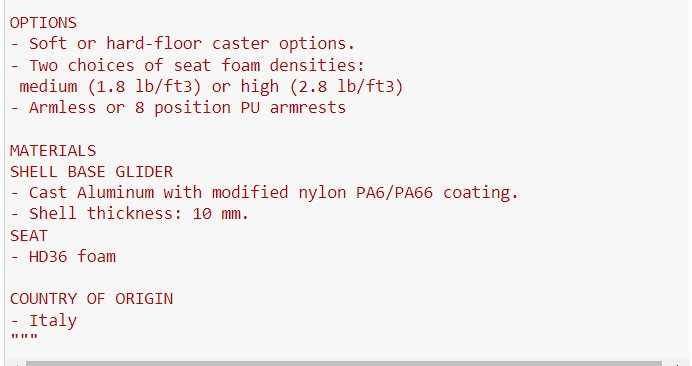 OPTIONS
- Soft or hard-floor caster options.
- Two choices of seat foam densities:
 medium (1.8 lb/ft3) or high (2.8 lb/ft3)
- Armless or 8 position PU armrests

MATERIALS
SHELL BASE GLIDER
- Cast Aluminum with modified nylon PA6/PA66 coating.
- Shell thickness: 10 mm.
SEAT
- HD36 foam

COUNTRY OF ORIGIN
- Italy
"""